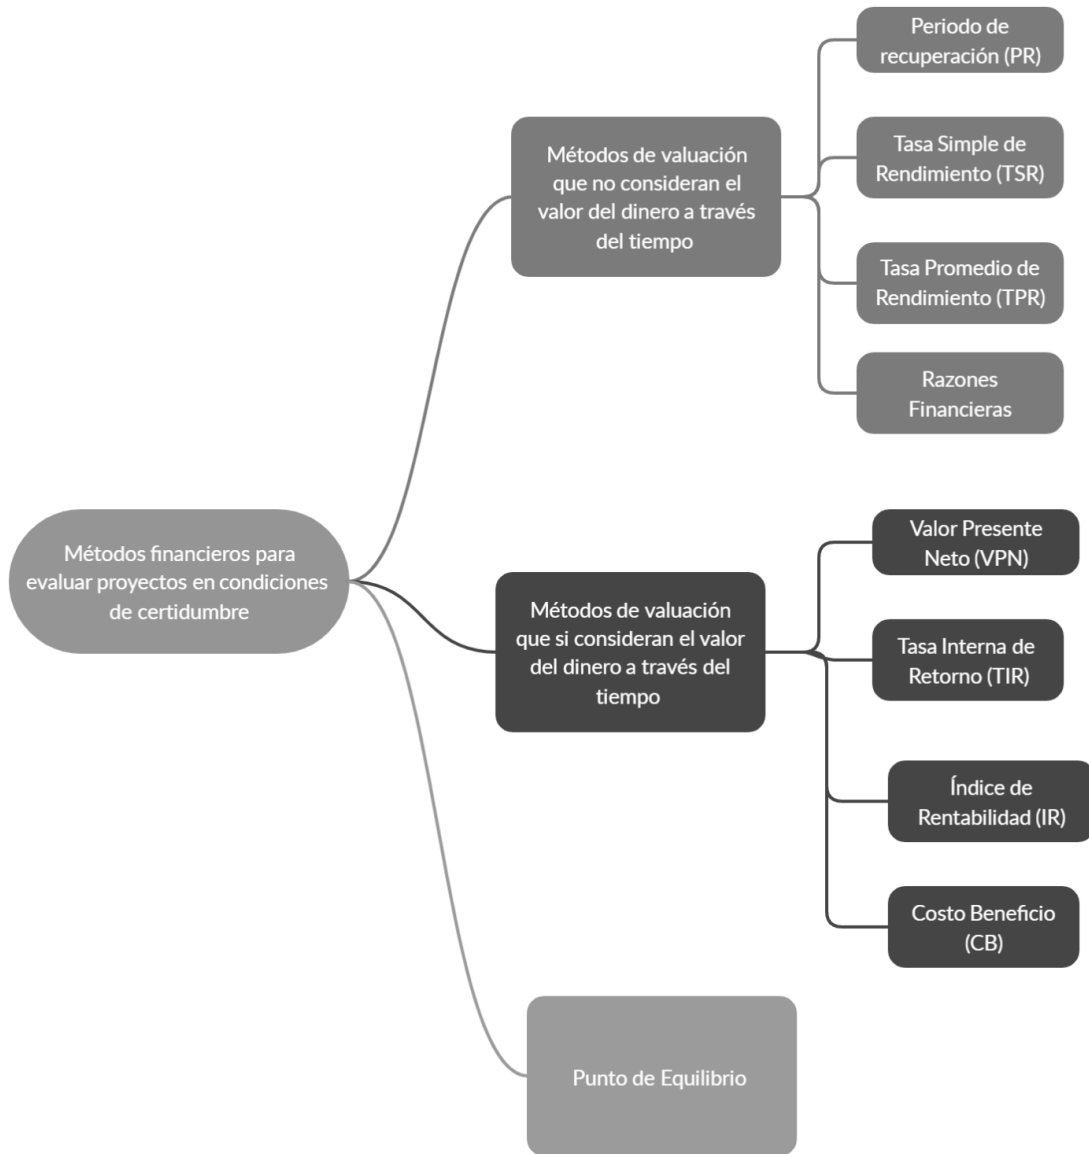 Métodos financieros para
evaluar proyectos en condiciones
de certidumbre
Métodos de valuación
que no consideran el
valor del dinero a través
del tiempo
Periodo de
recuperación (PR)
Tasa Simple de
Rendimiento (TSR)
Tasa Promedio de
Rendimiento (TPR)
Razones
Financieras
Métodos de valuación
que si consideran el valor
del dinero a través del
tiempo
Valor Presente
Neto (VPN)
Tasa Interna de
Retorno (TIR)
Índice de
Rentabilidad (IR)
Costo Beneficio
(CB)
Punto de Equilibrio